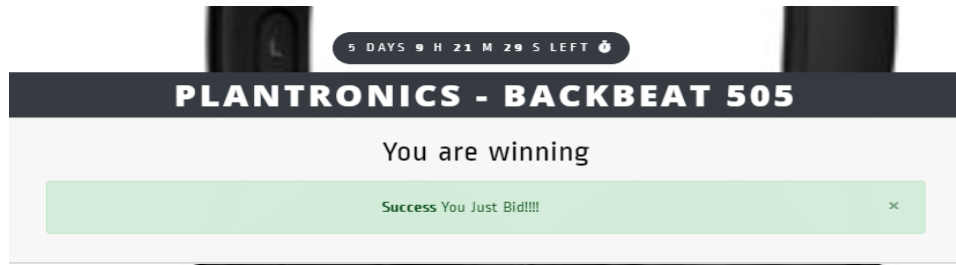 L
5 DAYS 9 H 21 M 29 S LEFT
PLANTRONICS - BACKBEAT 505
You are winning
Success You Just Bid!!!!
×